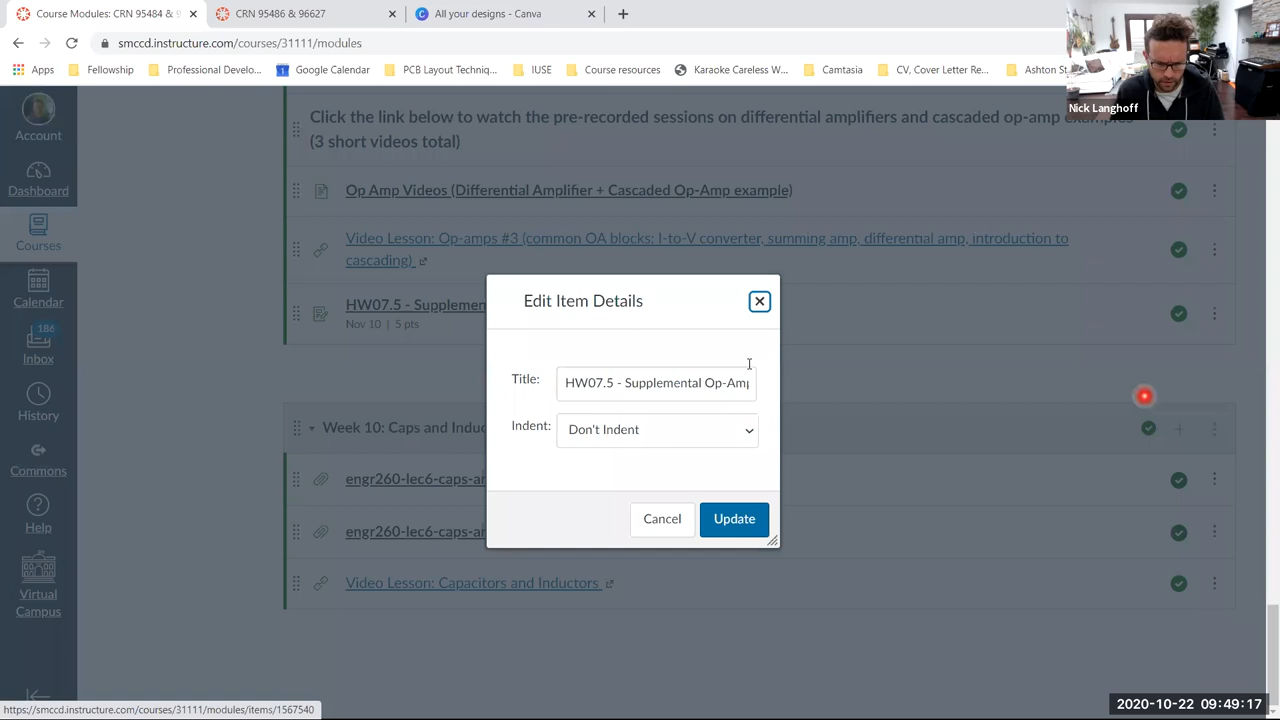 Course Modules: CRN 95484 & 9
CRN 95486 & 96627
All your designs - Canva
smccd.instructure.com/courses/31111/modules
Apps
Fellowship
Professional Develo...
Google Calendar
IUSE
Course resources
Karaoke Careless W...
Camtasia
CV, Cover Letter Re...
Ashton St
Nick Langhoff
Account
Dashboard
Courses
Calendar
186
Inbox
History
Commons
Help
Virtual
Campus
Click the link below to watch the pre-recorded sessions on differential amplifiers and cascaded op-amp examples
(3 short videos total)
Op Amp Videos (Differential Amplifier + Cascaded Op-Amp example)
Video Lesson: Op-amps #3 (common OA blocks: I-to-V converter, summing amp, differential amp, introduction to
cascading)
HW07.5 - Supplemen
Nov 10 | 5 pts
Edit Item Details
Title: HW07.5 - Supplemental Op-Amp
Indent: Don't Indent
Cancel Update
Week 10: Caps and Induc
engr260-lec6-caps-a
engr260-lec6-caps-a
Video Lesson: Capacitors and Inductors
https://smccd.instructure.com/courses/31111/modules/items/1567540
2020-10-22 09:49:17